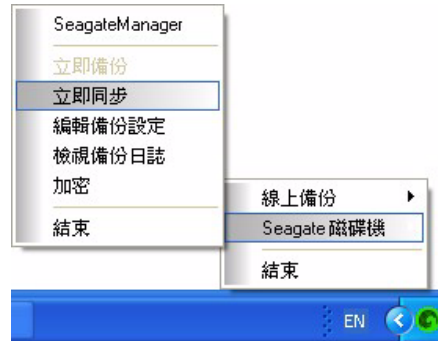 SeagateManager
立即備份
立即同步
編輯備份設定
檢視備份日誌
加密
結束
線上備份
Seagate 磁碟機
結束
EN